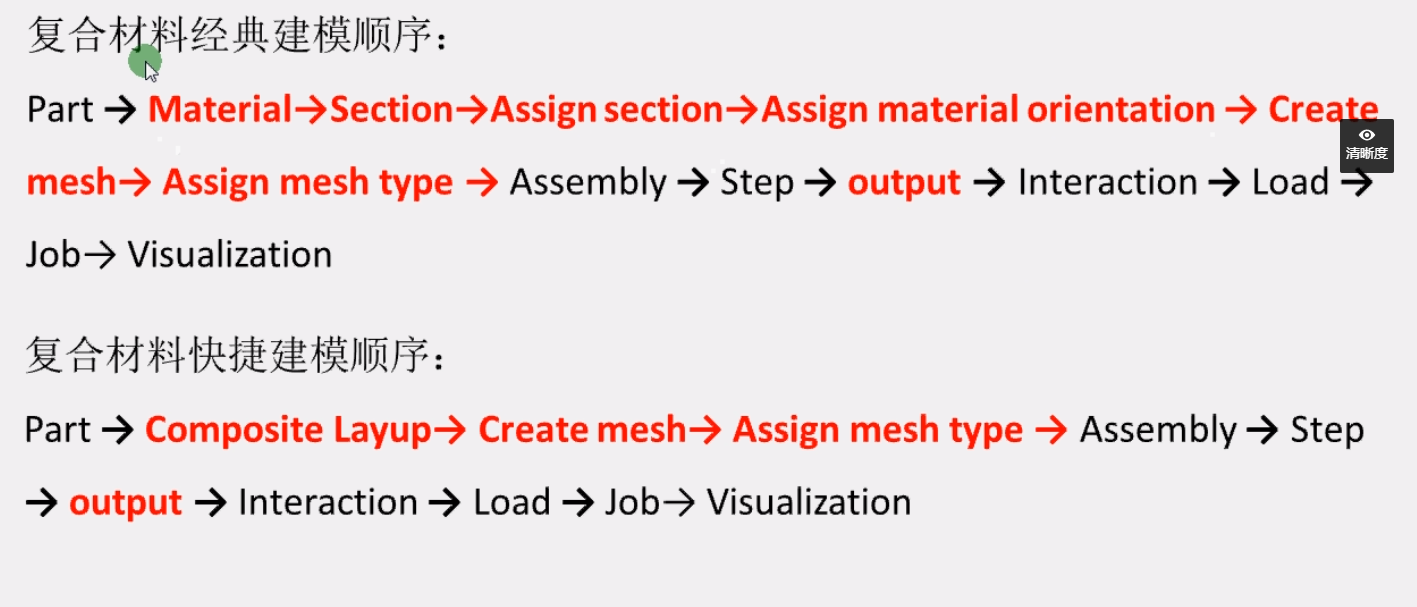 复合材料经典建模顺序：
Part → Material→Section→Assign section→Assign material orientation → Create
清晰度
mesh→ Assign mesh type → Assembly → Step → output → Interaction → Load →
Job→ Visualization
复合材料快捷建模顺序：
Part → Composite Layup→ Create mesh→ Assign mesh type → Assembly → Step
→ output → Interaction → Load → Job→ Visualization